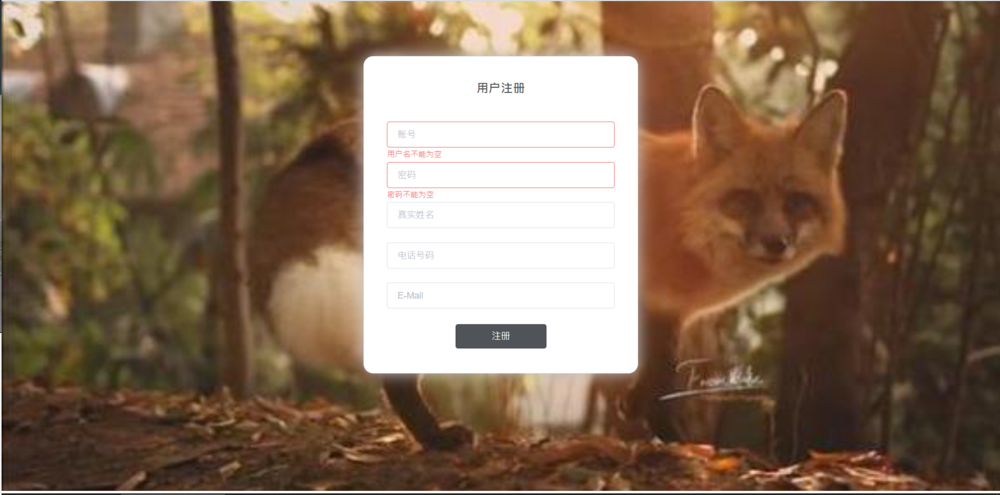 用户注册
账号
用户名不能为空
密码
密码不能为空
真实姓名
电话号码
E-Mail
注册